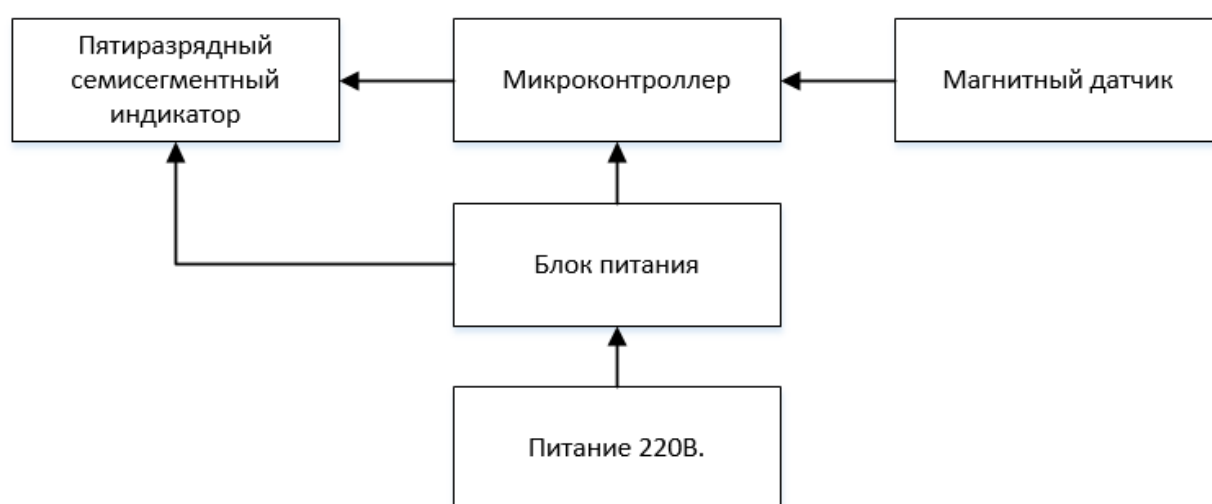 Пятиразрядный
семисегментный
индикатор
Микроконтроллер
Магнитный датчик
Блок питания
Питание 220В.